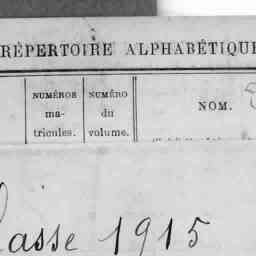 RÉPERTOIRE ALPHABÉTIQUE
NUMÉROS
ma-
tricules.
NUMÉRO
du
volume.
NOM.
lasse 1915